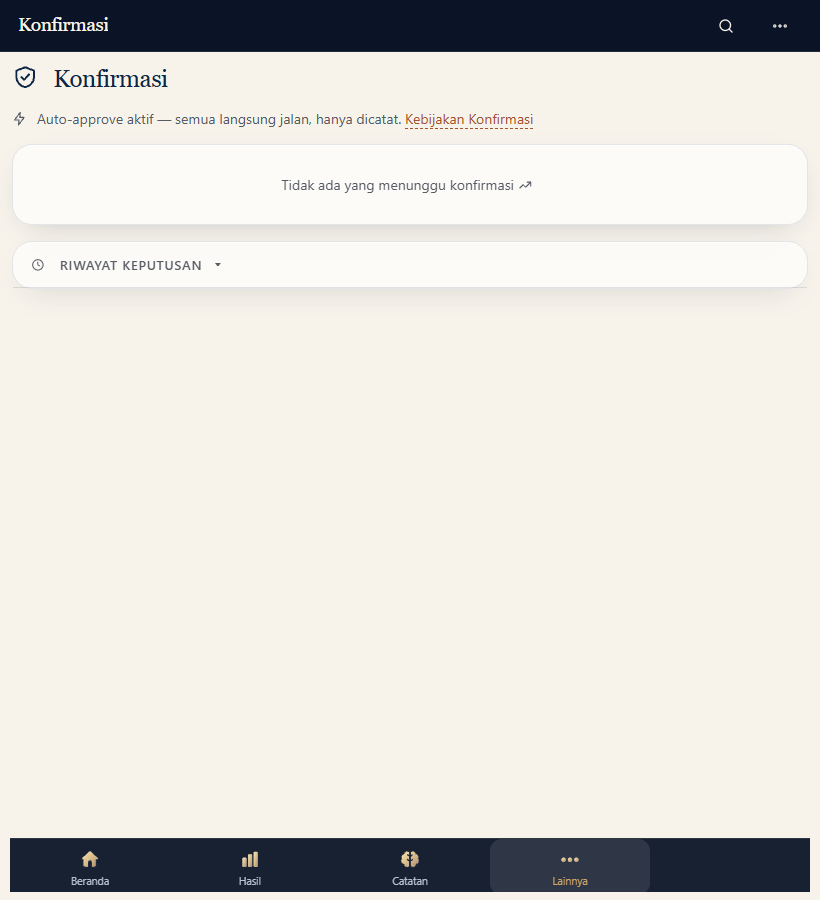 Konfirmasi
Konfirmasi
Auto-approve aktif — semua langsung jalan, hanya dicatat. Kebijakan Konfirmasi
Tidak ada yang menunggu konfirmasi
RIWAYAT KEPUTUSAN
Beranda
Hasil
Catatan
Lainnya